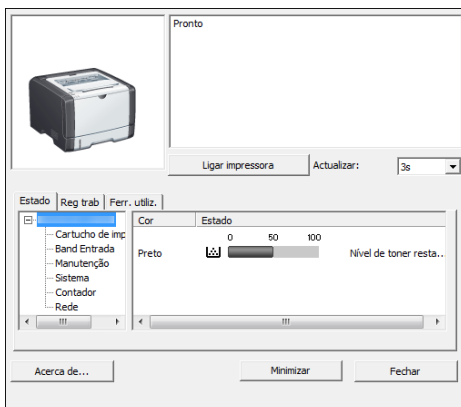 Pronto
Ligar impressora Actualizar: 3s
Estado Reg trab Ferr. utiliz.
Cor Estado
Cartucho de imp
Band Entrada
Manutenção
Sistema
Contador
Rede
0 50 100
Preto Nível de toner resta..
Acerca de... Minimizar Fechar